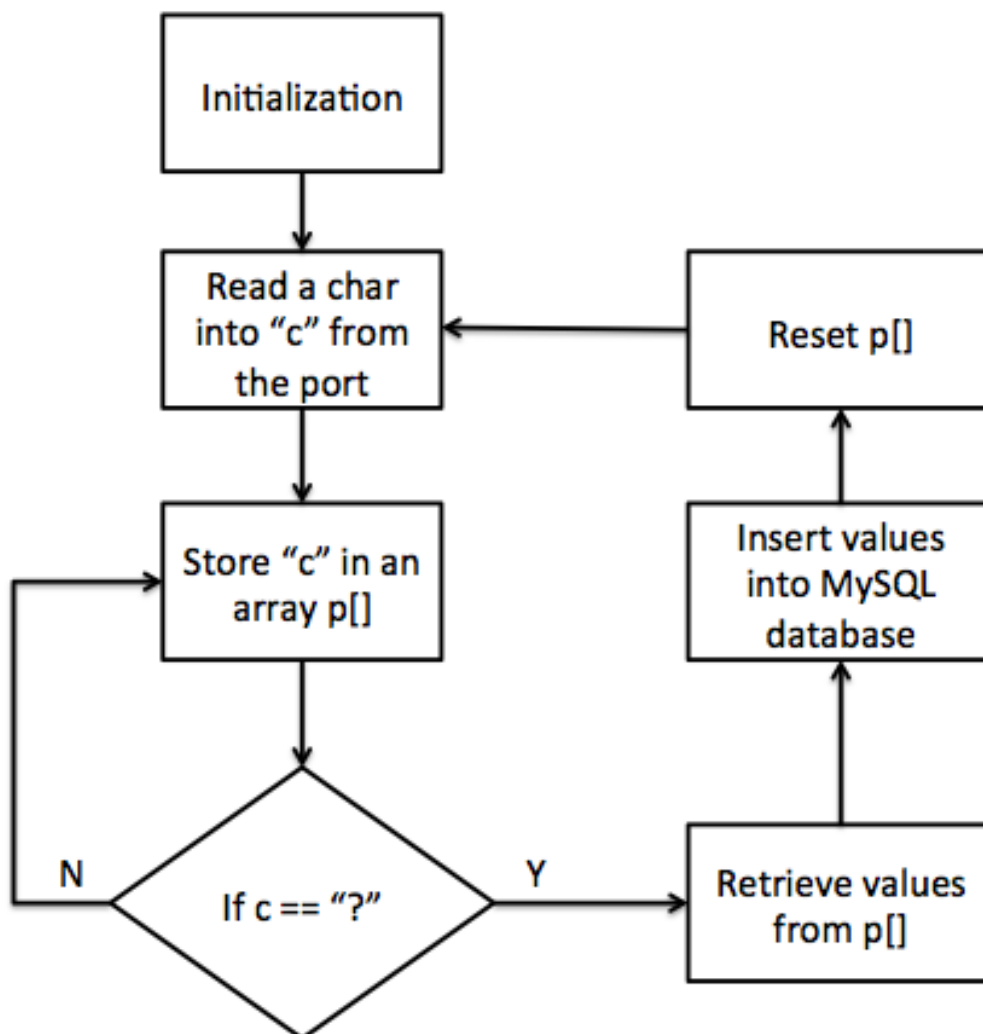 Initialization
Read a char
into “c” from
the port
Reset p[]
Store “c” in an
array p[]
Insert values
into MySQL
database
N
If c == “?”
Y
Retrieve values
from p[]